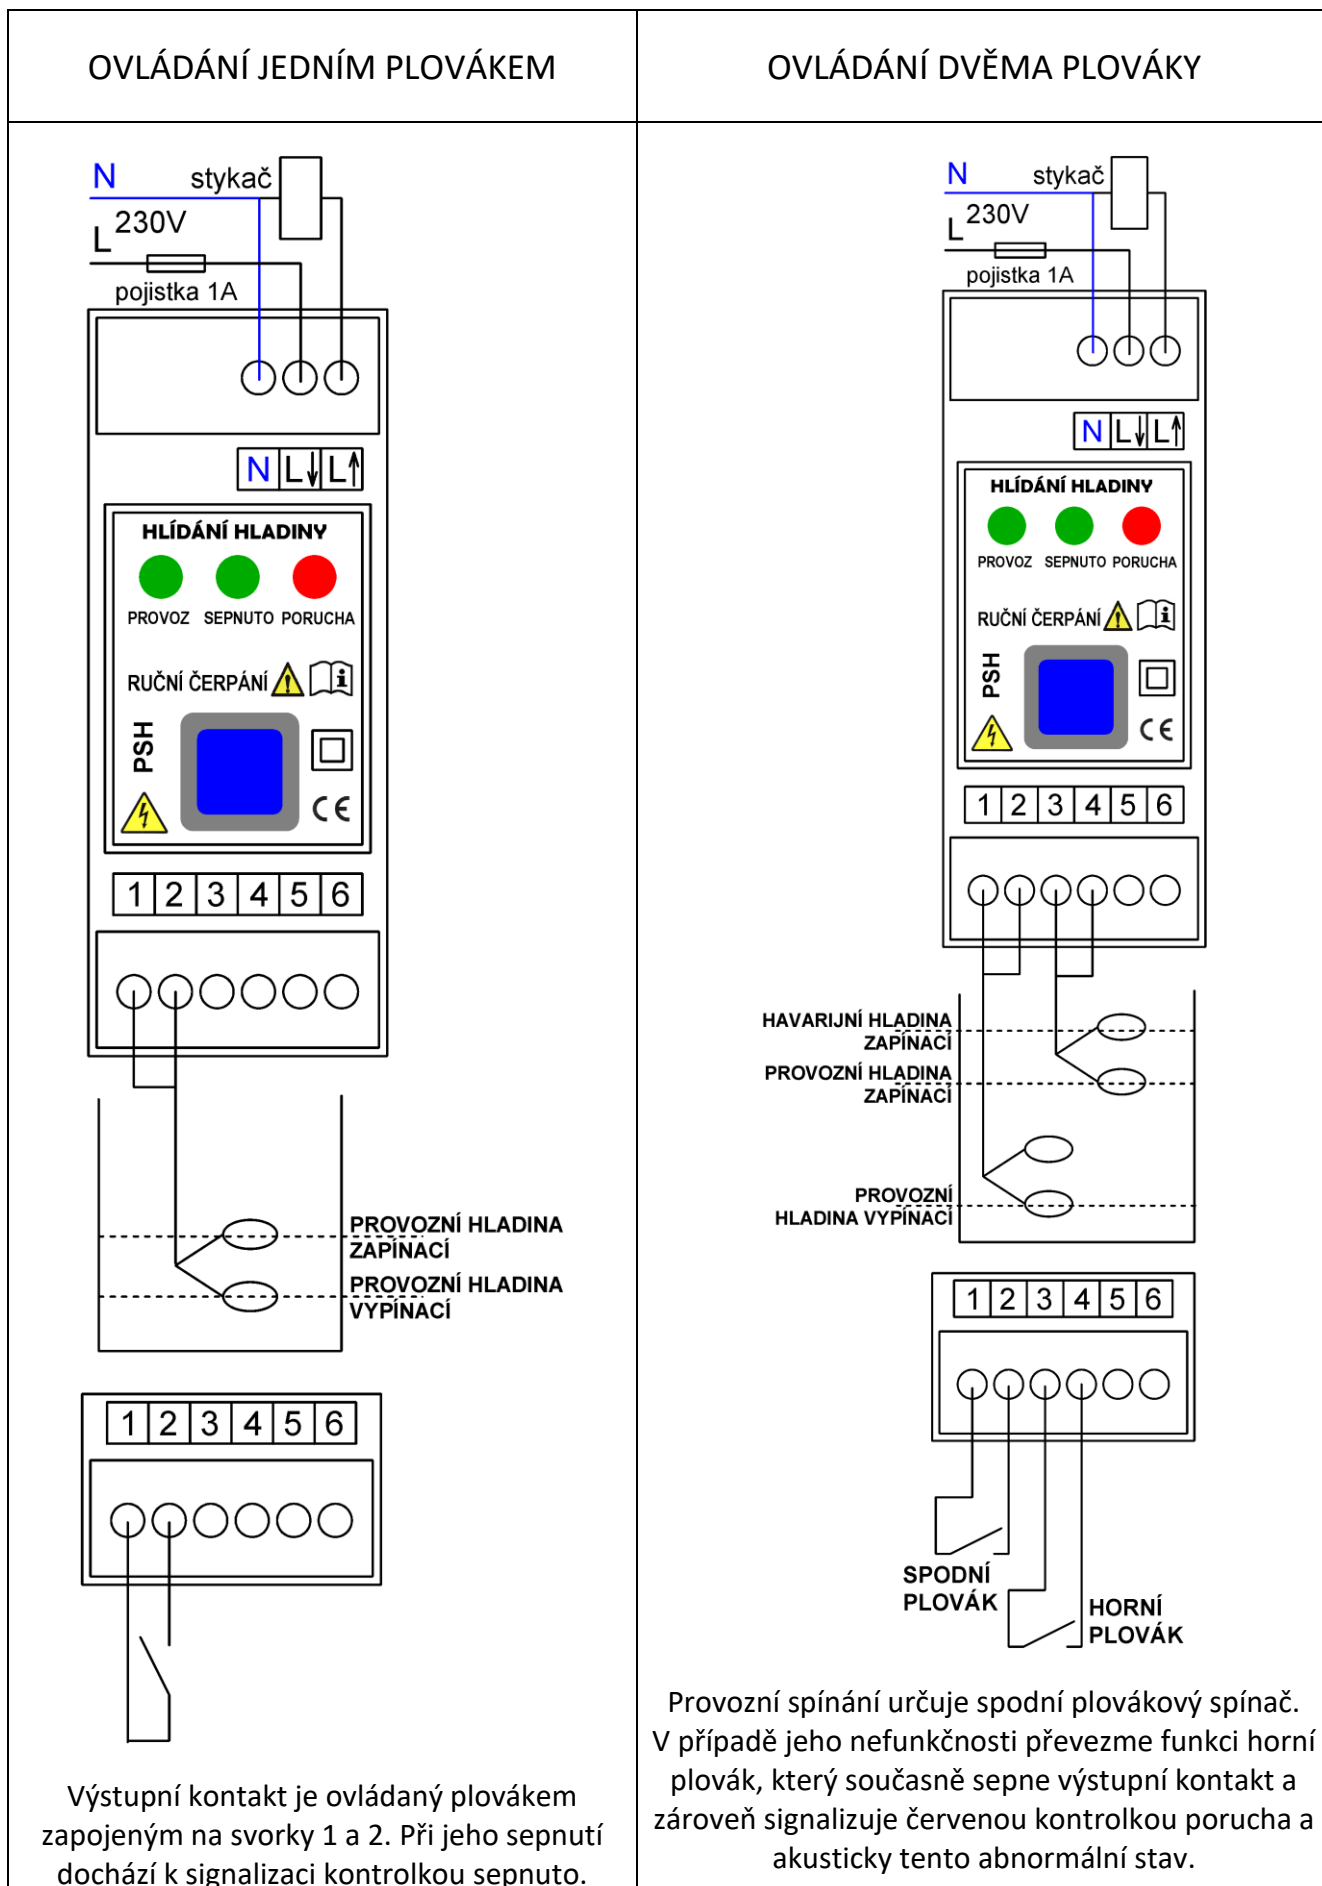 OVLÁDÁNÍ JEDNÍM PLOVÁKEM
N
stykač
230V
L
pojistka 1A
N L↓ L↑
HLÍDÁNÍ HLADINY
PROVOZ SEPNUTO PORUCHA
RUČNÍ ČERPÁNÍ
PSH
CE
1 2 3 4 5 6
PROVOZNÍ HLADINA
ZAPÍNACÍ
PROVOZNÍ HLADINA
VYPÍNACÍ
1 2 3 4 5 6
Výstupní kontakt je ovládaný plovákem
zapojeným na svorky 1 a 2. Při jeho sepnutí
dochází k signalizaci kontrolkou sepnuto.
OVLÁDÁNÍ DVĚMA PLOVÁKY
N
stykač
230V
L
pojistka 1A
N L↓ L↑
HLÍDÁNÍ HLADINY
PROVOZ SEPNUTO PORUCHA
RUČNÍ ČERPÁNÍ
PSH
CE
1 2 3 4 5 6
HAVARIJNÍ HLADINA
ZAPÍNACÍ
PROVOZNÍ HLADINA
ZAPÍNACÍ
PROVOZNÍ
HLADINA VYPÍNACÍ
1 2 3 4 5 6
SPODNÍ
PLOVÁK
HORNÍ
PLOVÁK
Provozní spínání určuje spodní plovákový spínač.
V případě jeho nefunkčnosti převezme funkci horní
plovák, který současně sepne výstupní kontakt a
zároveň signalizuje červenou kontrolkou porucha a
akusticky tento abnormální stav.